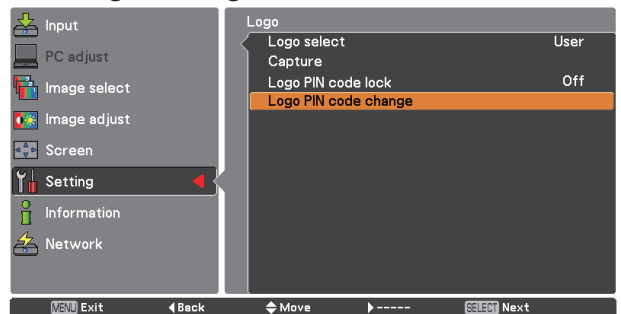 Input
PC adjust
Image select
Image adjust
Screen
Setting
Information
Network
Logo
Logo select User
Capture
Logo PIN code lock Off
Logo PIN code change
MENU Exit Back Move ----- SELECT Next